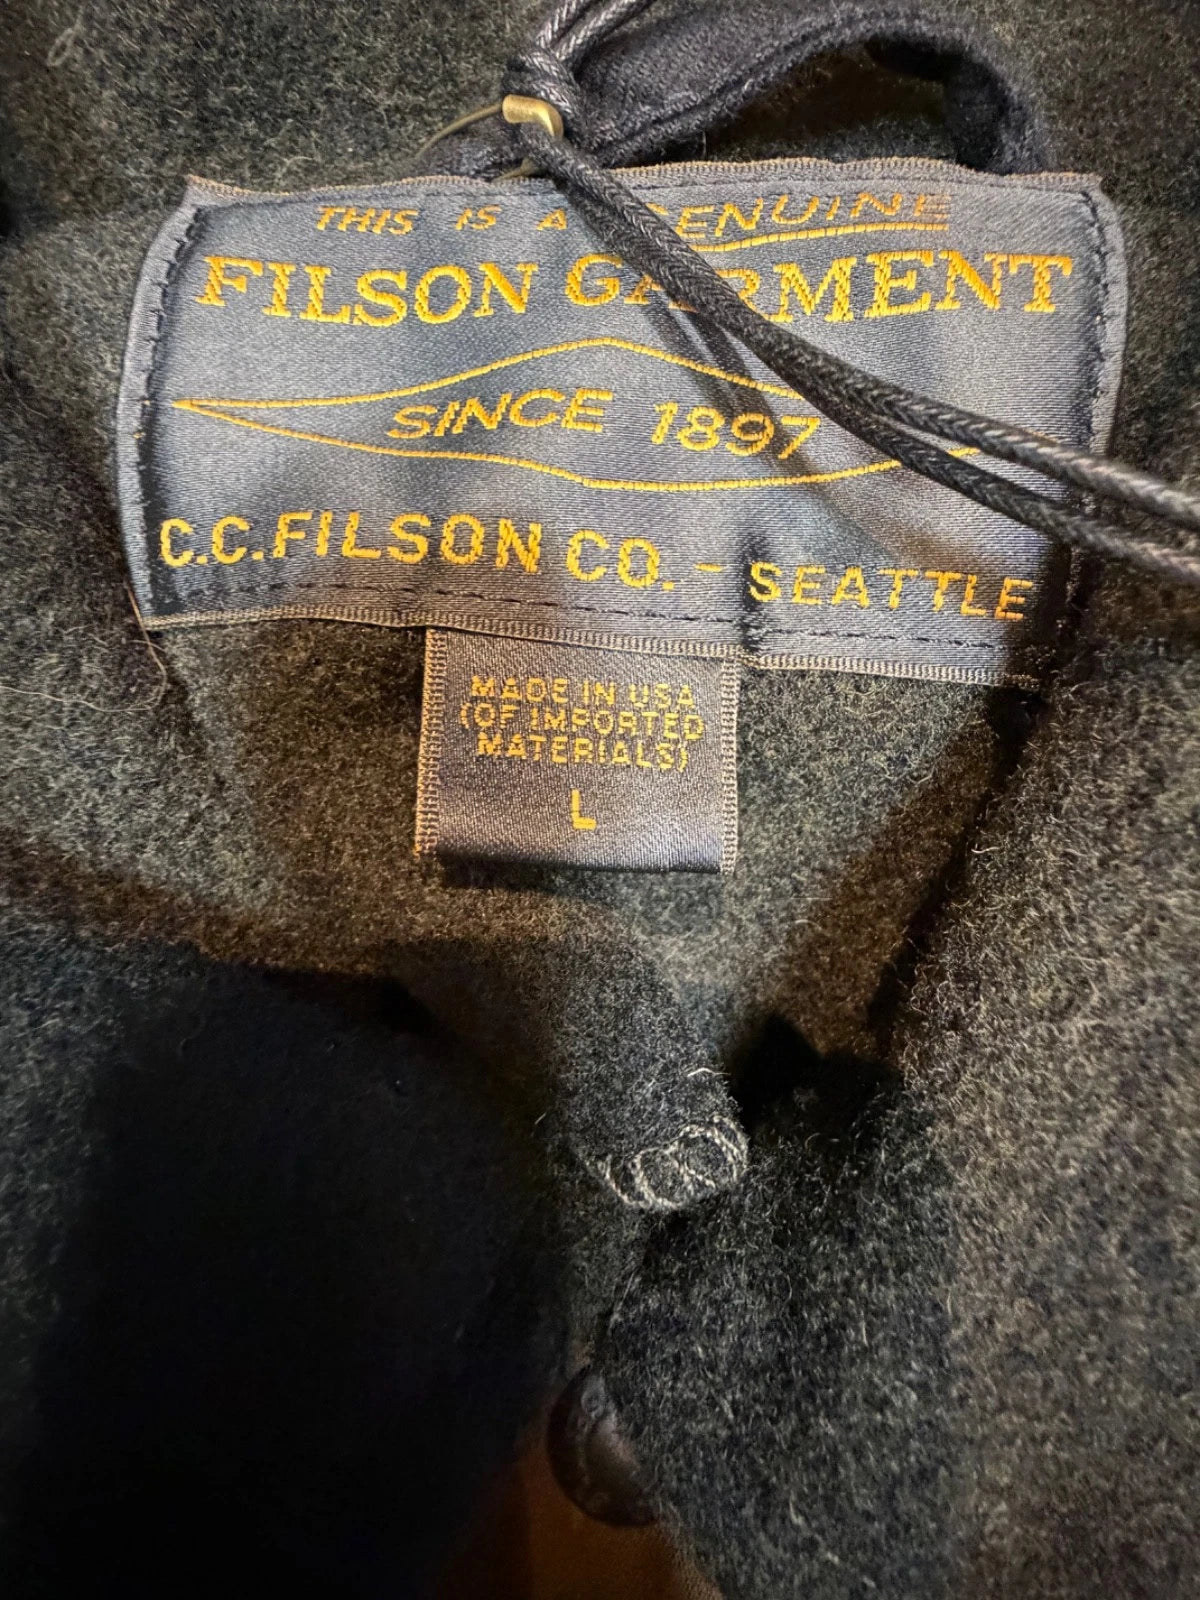 THIS IS A GENUINE
FILSON GARMENT
SINCE 1897
C.C. FILSON CO. - SEATTLE
MADE IN USA
(OF IMPORTED
MATERIALS)
L